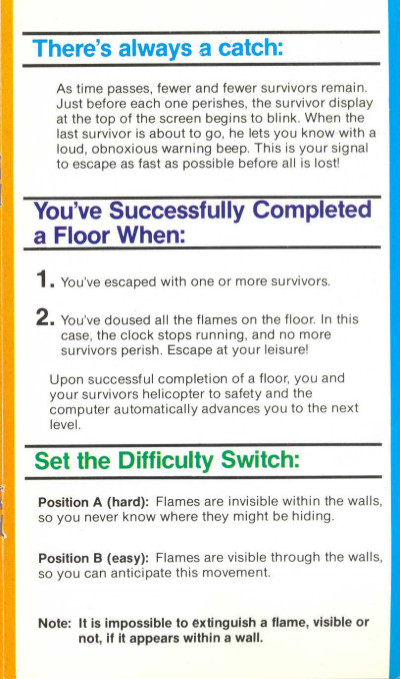 There's always a catch:
As time passes, fewer and fewer survivors remain.
Just before each one perishes, the survivor display
at the top of the screen begins to blink. When the
last survivor is about to go, he lets you know with a
loud, obnoxious warning beep. This is your signal
to escape as fast as possible before all is lost!
You've Successfully Completed
a Floor When:
1. You've escaped with one or more survivors.
2. You've doused all the flames on the floor. In this
case, the clock stops running, and no more
survivors perish. Escape at your leisure!
Upon successful completion of a floor, you and
your survivors helicopter to safety and the
computer automatically advances you to the next
level.
Set the Difficulty Switch:
Position A (hard): Flames are invisible within the walls,
so you never know where they might be hiding.
Position B (easy): Flames are visible through the walls,
so you can anticipate this movement.
Note: It is impossible to extinguish a flame, visible or
not, if it appears within a wall.